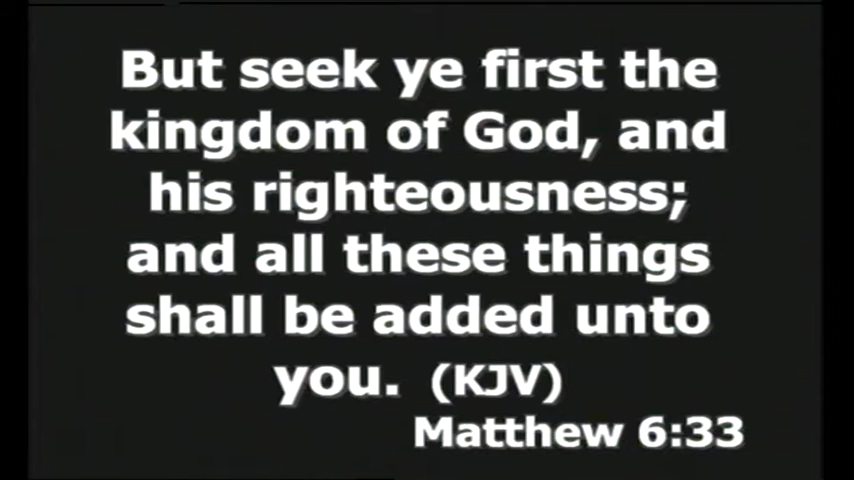 But seek ye first the
kingdom of God, and
his righteousness;
and all these things
shall be added unto
you. (KJV)
Matthew 6:33